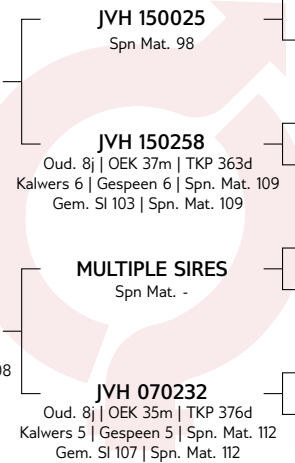 JVH 150025
Spn Mat. 98
JVH 150258
Oud. 8j | OEK 37m | TKP 363d
Kalwers 6 | Gespeen 6 | Spn. Mat. 109
Gem. SI 103 | Spn. Mat. 109
MULTIPLE SIRES
Spn Mat. -
JVH 070232
Oud. 8j | OEK 35m | TKP 376d
Kalwers 5 | Gespeen 5 | Spn. Mat. 112
Gem. SI 107 | Spn. Mat. 112